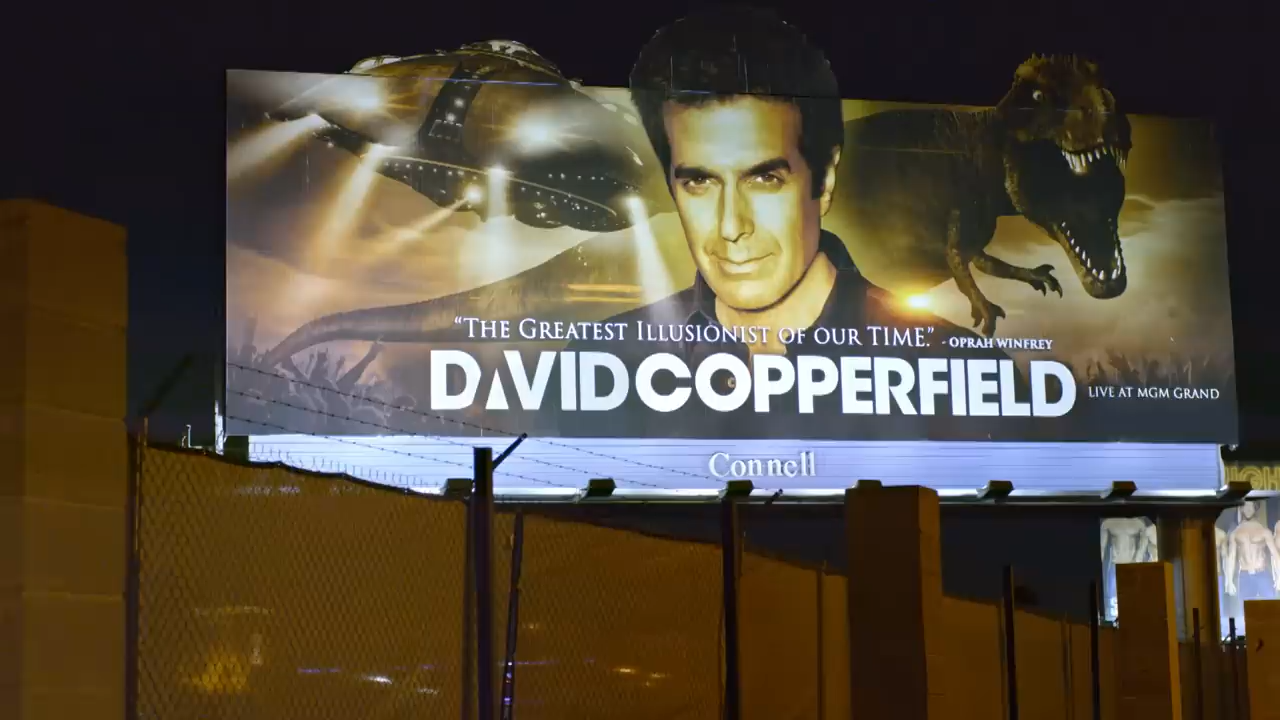 “THE GREATEST ILLUSIONIST OF OUR TIME.” - OPRAH WINFREY
DAVID COPPERFIELD LIVE AT MGM GRAND
Connell